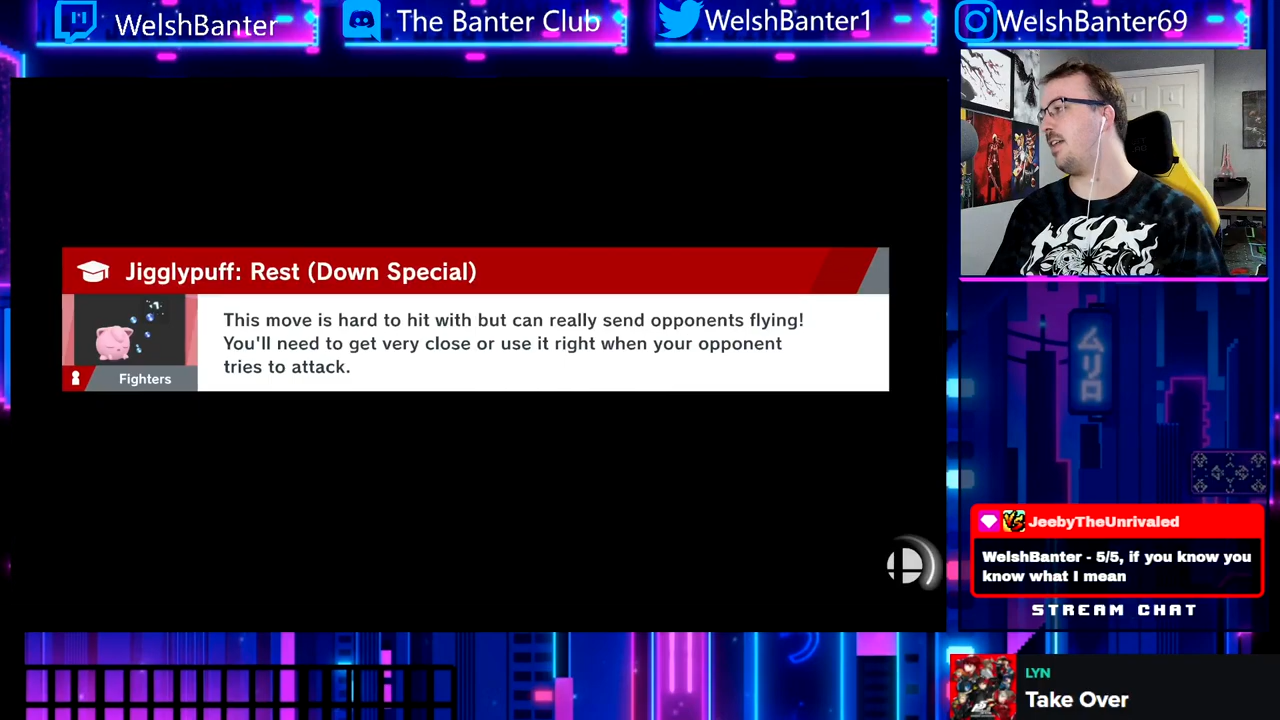 WelshBanter
The Banter Club
WelshBanter1
WelshBanter69
Jigglypuff: Rest (Down Special)
This move is hard to hit with but can really send opponents flying!
You'll need to get very close or use it right when your opponent
tries to attack.
Fighters
ムリロ
JeebyTheUnrivaled
WelshBanter - 5/5, if you know you
know what I mean
STREAM CHAT
LYN
Take Over